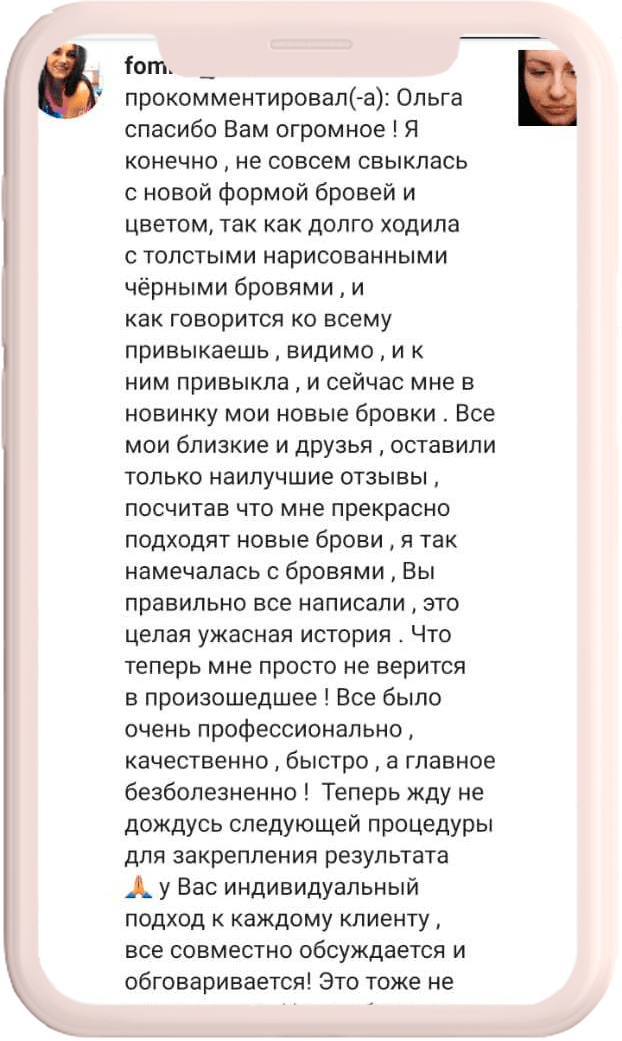 прокомментировал(-а): Ольга
спасибо Вам огромное ! Я
конечно , не совсем свыклась
с новой формой бровей и
цветом, так как долго ходила
с толстыми нарисованными
чёрными бровями , и
как говорится ко всему
привыкаешь , видимо , и к
ним привыкла , и сейчас мне в
новинку мои новые бровки . Все
мои близкие и друзья , оставили
только наилучшие отзывы ,
посчитав что мне прекрасно
подходят новые брови , я так
намечалась с бровями , Вы
правильно все написали , это
целая ужасная история . Что
теперь мне просто не верится
в произошедшее ! Все было
очень профессионально ,
качественно , быстро , а главное
безболезненно !  Теперь жду не
дождусь следующей процедуры
для закрепления результата
🙏 у Вас индивидуальный
подход к каждому клиенту ,
все совместно обсуждается и
обговаривается! Это тоже не